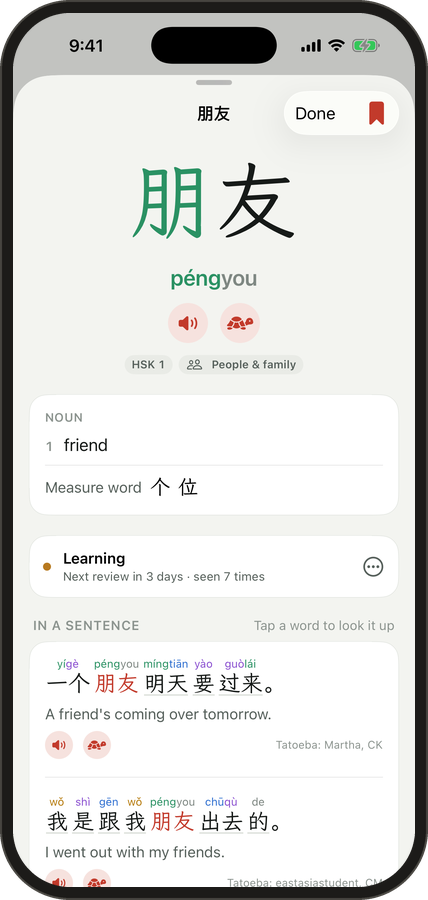 9:41
朋友
Done
朋友
péngyou
HSK 1
People & family
NOUN
1 friend
Measure word 个 位
Learning
Next review in 3 days · seen 7 times
IN A SENTENCE
Tap a word to look it up
yígè péngyou míngtiān yào guòlái
一个朋友明天要过来。
A friend's coming over tomorrow.
Tatoeba: Martha, CK
wǒ shì gēn wǒ péngyou chūqù de
我是跟我朋友出去的。
I went out with my friends.
Tatoeba: eastasiastudent, CM